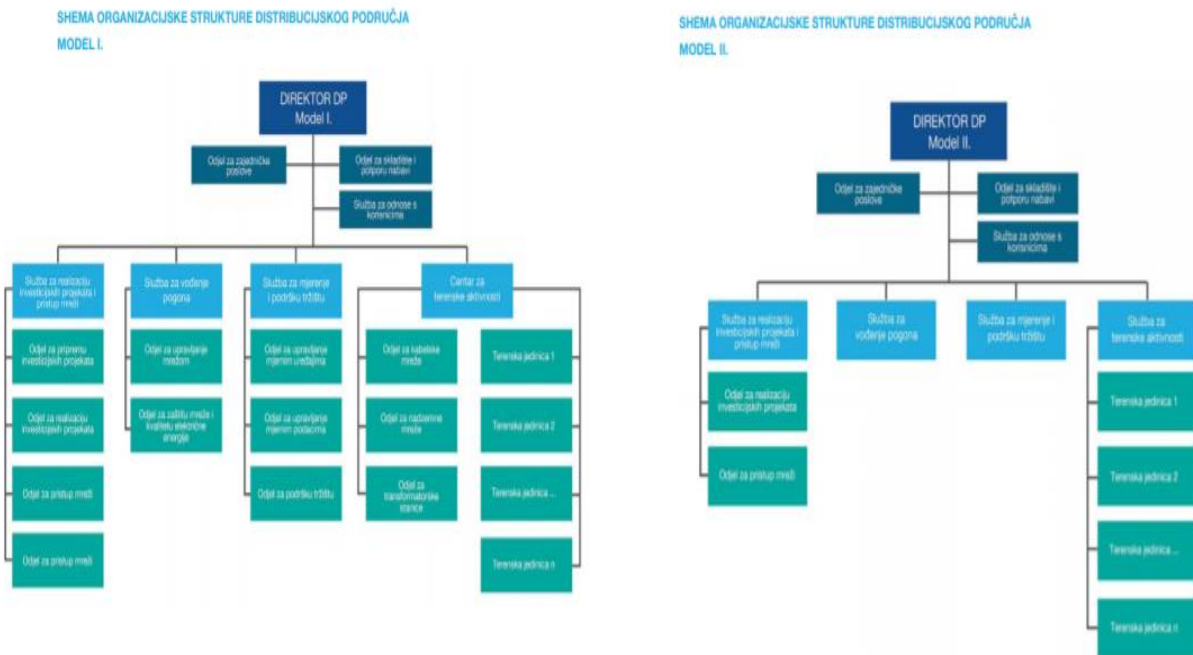 SHEMA ORGANIZACIJSKE STRUKTURE DISTRIBUCIJSKOG PODRUČJA
MODEL I.
DIREKTOR DP
Model I.
Odjel za zajedničke
poslove
Odjel za skladište i
potporu nabavi
Služba za odnose s
korisnicima
Služba za realizaciju
investicijskih projekata i
pristup mreži
Odjel za pripremu
investicijskih projekata
Odjel za realizaciju
investicijskih projekata
Odjel za pristup mreži
Odjel za pristup mreži
Služba za vođenje
pogona
Odjel za upravljanje
mrežom
Odjel za zaštitu mreže i
kvalitetu električne
energije
Služba za mjerenje
i podršku tržištu
Odjel za upravljanje
mjernim uređajima
Odjel za upravljanje
mjernim podacima
Odjel za podršku tržištu
Centar za
terenske aktivnosti
Odjel za kabelske
mreže
Odjel za nadzemne
mreže
Odjel za
transformatorske
stanice
Terenska jedinica 1
Terenska jedinica 2
Terenska jedinica ...
Terenska jedinica n
SHEMA ORGANIZACIJSKE STRUKTURE DISTRIBUCIJSKOG PODRUČJA
MODEL II.
DIREKTOR DP
Model II.
Odjel za zajedničke
poslove
Odjel za skladište i
potporu nabavi
Služba za odnose s
korisnicima
Služba za realizaciju
investicijskih projekata i
pristup mreži
Odjel za realizaciju
investicijskih projekata
Odjel za pristup mreži
Služba za
vođenje pogona
Služba za mjerenje i
podršku tržištu
Služba za
terenske aktivnosti
Terenska jedinica 1
Terenska jedinica 2
Terenska jedinica ...
Terenska jedinica n